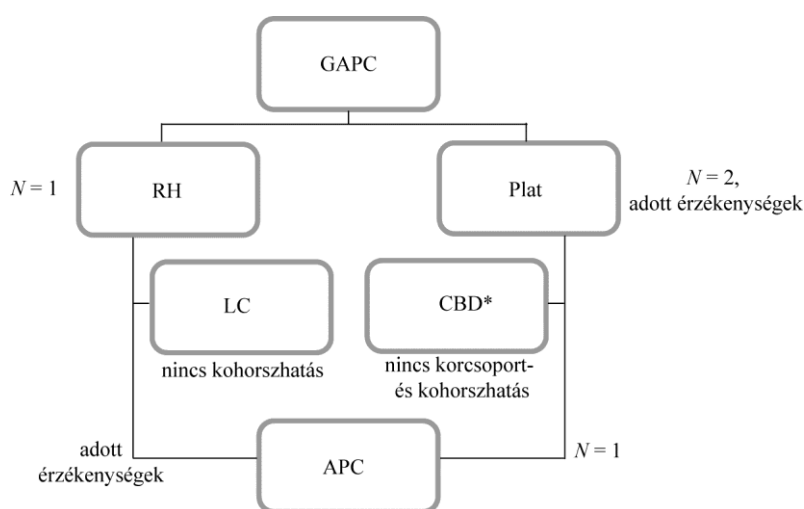 GAPC
N = 1
RH
Plat
N = 2,
adott érzékenységek
LC
CBD*
nincs kohorszhatás
nincs korcsoport-
és kohorszhatás
adott
érzékenységek
APC
N = 1